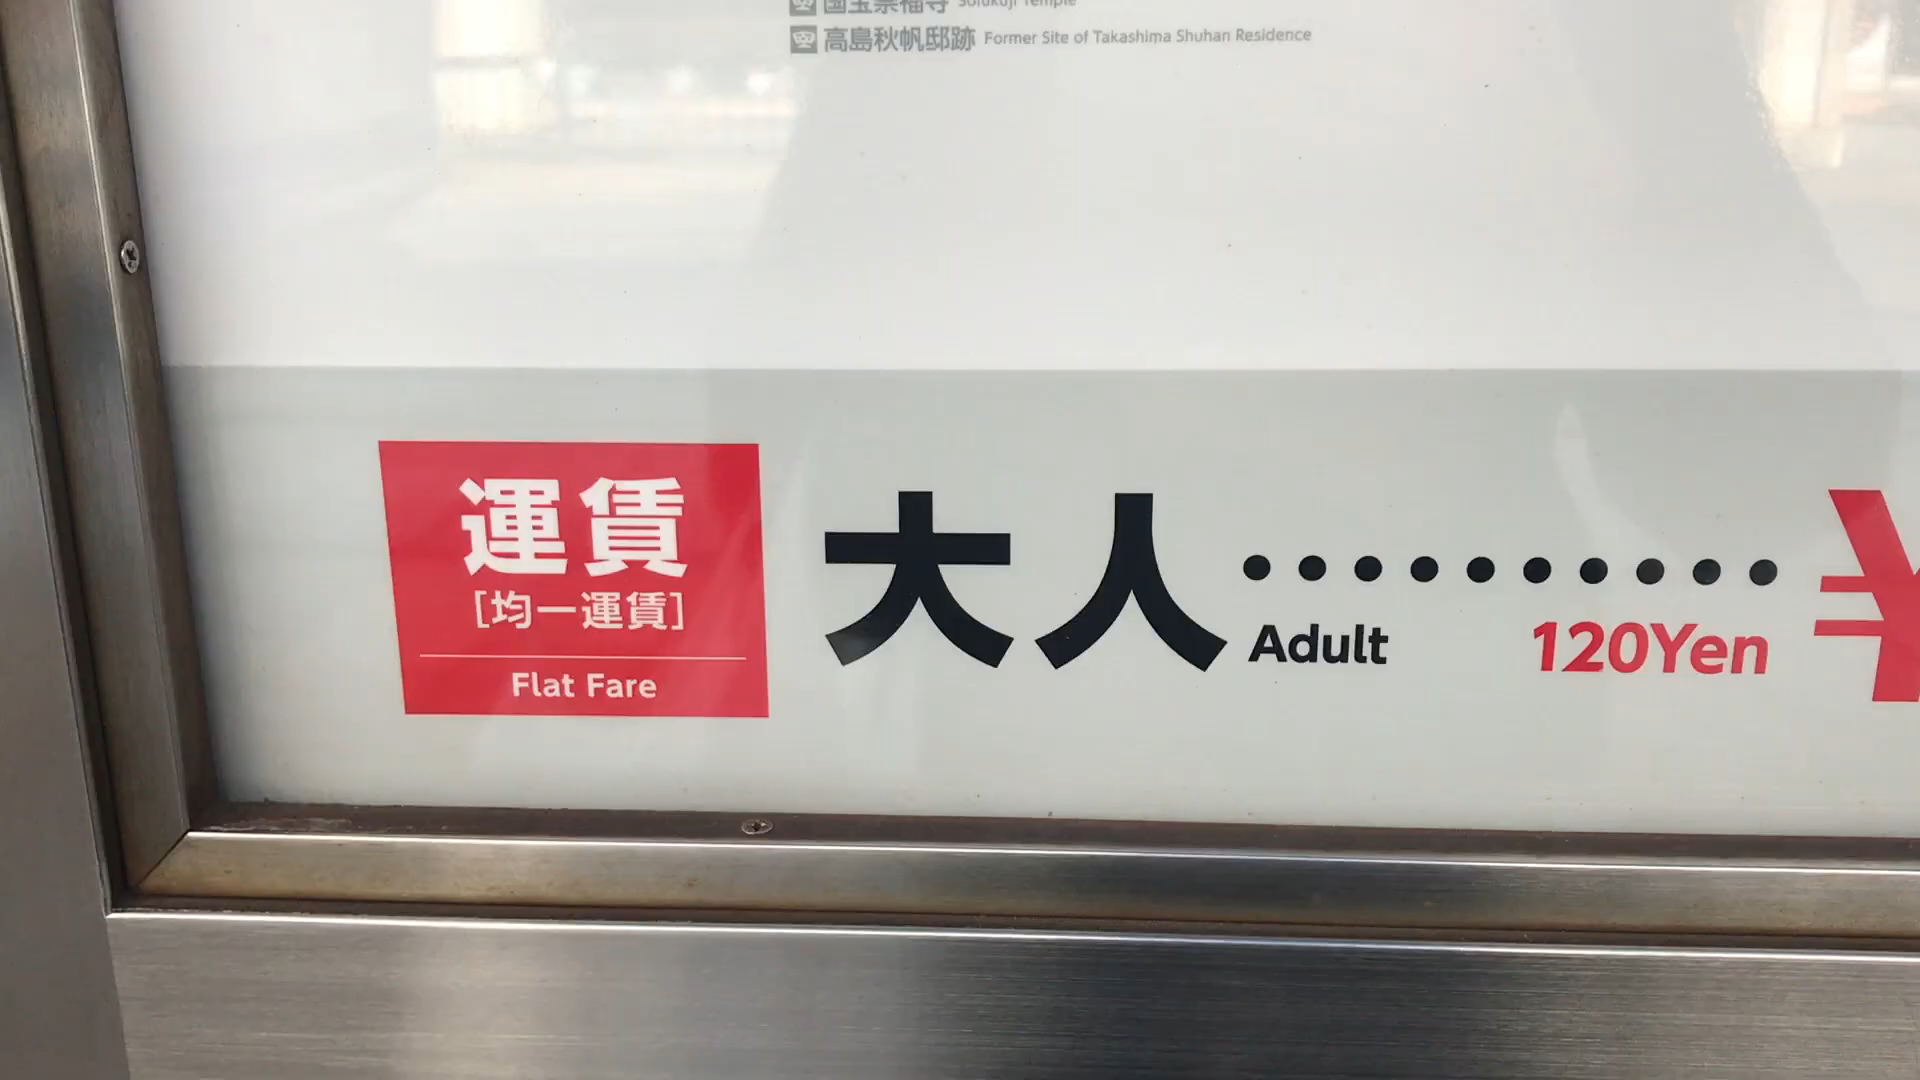 国宝崇福寺 Sofukuji Temple
高島秋帆邸跡 Former Site of Takashima Shuhan Residence
運賃
[均一運賃]
Flat Fare
大人 ・・・・・・・・・・ ¥
Adult 120Yen